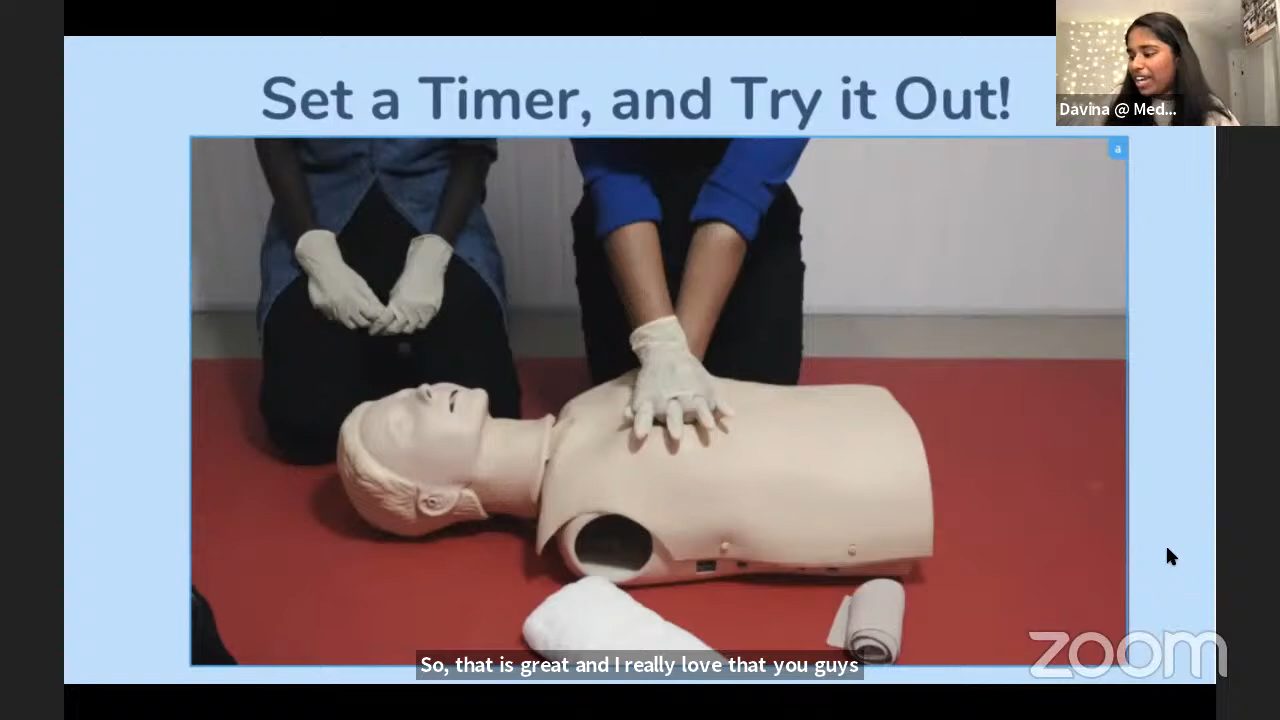 Set a Timer, and Try it Out!
Davina @ Med...
a
So, that is great and I really love that you guys
zoom